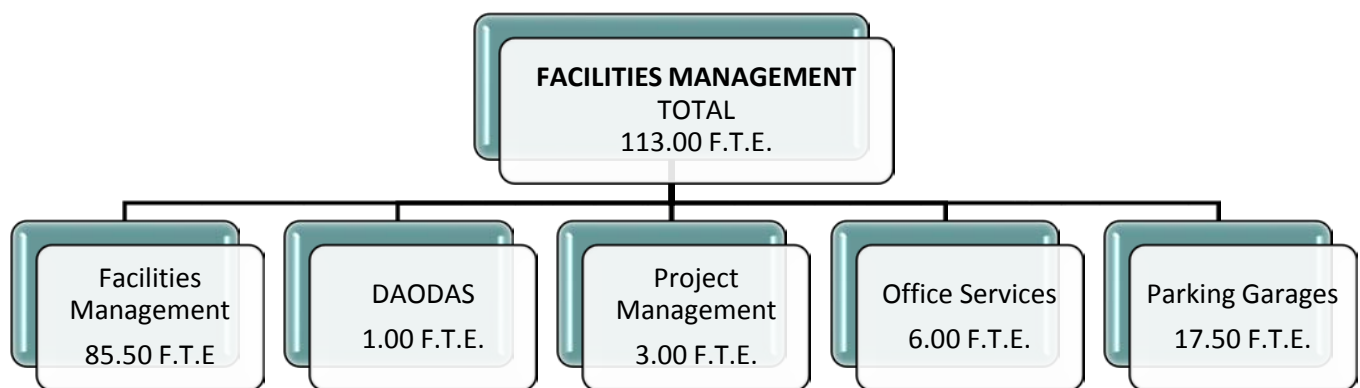 FACILITIES MANAGEMENT
TOTAL
113.00 F.T.E.
Facilities
Management
85.50 F.T.E
DAODAS
1.00 F.T.E.
Project
Management
3.00 F.T.E.
Office Services
6.00 F.T.E.
Parking Garages
17.50 F.T.E.